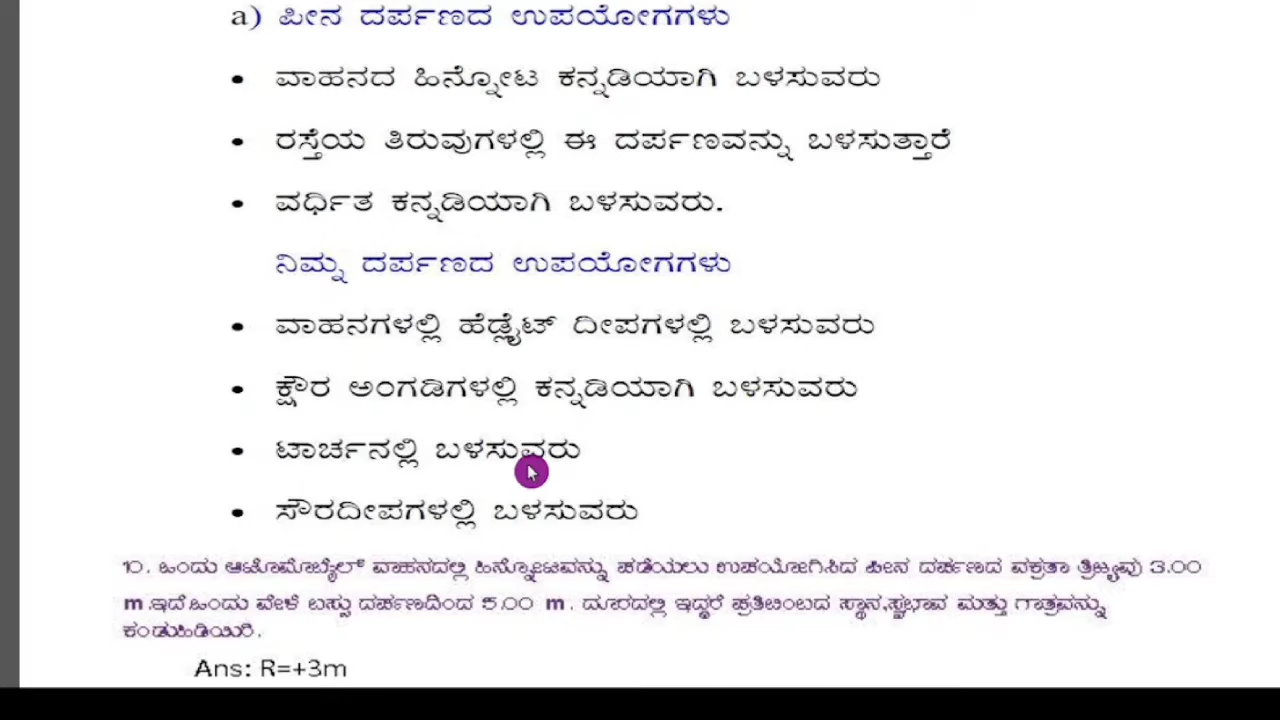 a) ಪೀನ ದರ್ಪಣದ ಉಪಯೋಗಗಳು
• ವಾಹನದ ಹಿನ್ನೋಟ ಕನ್ನಡಿಯಾಗಿ ಬಳಸುವರು
• ರಸ್ತೆಯ ತಿರುವುಗಳಲ್ಲಿ ಈ ದರ್ಪಣವನ್ನು ಬಳಸುತ್ತಾರೆ
• ವರ್ಧಿತ ಕನ್ನಡಿಯಾಗಿ ಬಳಸುವರು.
ನಿಮ್ನ ದರ್ಪಣದ ಉಪಯೋಗಗಳು
• ವಾಹನಗಳಲ್ಲಿ ಹೆಡ್ಲೈಟ್ ದೀಪಗಳಲ್ಲಿ ಬಳಸುವರು
• ಕ್ಷೌರ ಅಂಗಡಿಗಳಲ್ಲಿ ಕನ್ನಡಿಯಾಗಿ ಬಳಸುವರು
• ಟಾರ್ಚನಲ್ಲಿ ಬಳಸುವರು
• ಸೌರದೀಪಗಳಲ್ಲಿ ಬಳಸುವರು
10. ಒಂದು ಆಟೊಮೊಬೈಲ್ ವಾಹನದಲ್ಲಿ ಹಿನ್ನೋಟವನ್ನು ಪಡೆಯಲು ಉಪಯೋಗಿಸಿದ ಪೀನ ದರ್ಪಣದ ವಕ್ರತಾ ತ್ರಿಜ್ಯವು 3.00
m.ಇದೆ.ಒಂದು ವೇಳೆ ಬಸ್ಸು ದರ್ಪಣದಿಂದ 5.00 m. ದೂರದಲ್ಲಿ ಇದ್ದರೆ ಪ್ರತಿಬಿಂಬದ ಸ್ಥಾನ,ಸ್ವಭಾವ ಮತ್ತು ಗಾತ್ರವನ್ನು
ಕಂಡುಹಿಡಿಯಿರಿ.
Ans: R=+3m